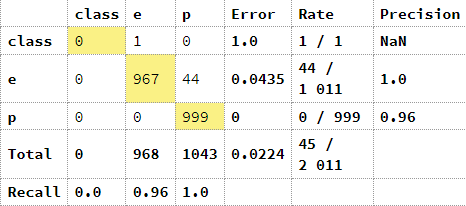 class e p Error Rate Precision
class 0 1 0 1.0 1 / 1 NaN
e 0 967 44 0.0435 44 / 1 011 1.0
p 0 0 999 0 0 / 999 0.96
Total 0 968 1043 0.0224 45 / 2 011
Recall 0.0 0.96 1.0